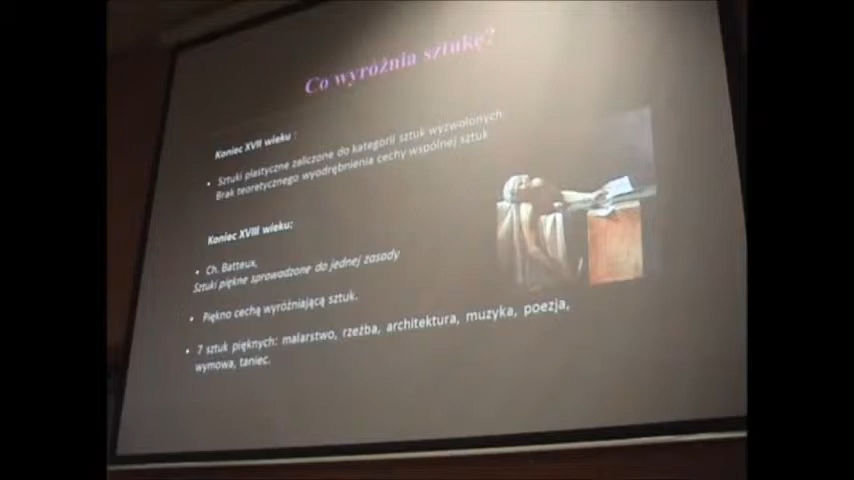 Co wyróżnia sztukę?
Koniec XVII wieku :
• Sztuki plastyczne zaliczone do kategorii sztuk wyzwolonych
Brak teoretycznego wyodrębnienia cechy wspólnej sztuk
Koniec XVIII wieku:
• Ch. Batteux,
Sztuki piękne sprowadzone do jednej zasady
• Piękno cechą wyróżniającą sztuk.
• 7 sztuk pięknych: malarstwo, rzeźba, architektura, muzyka, poezja,
wymowa, taniec.